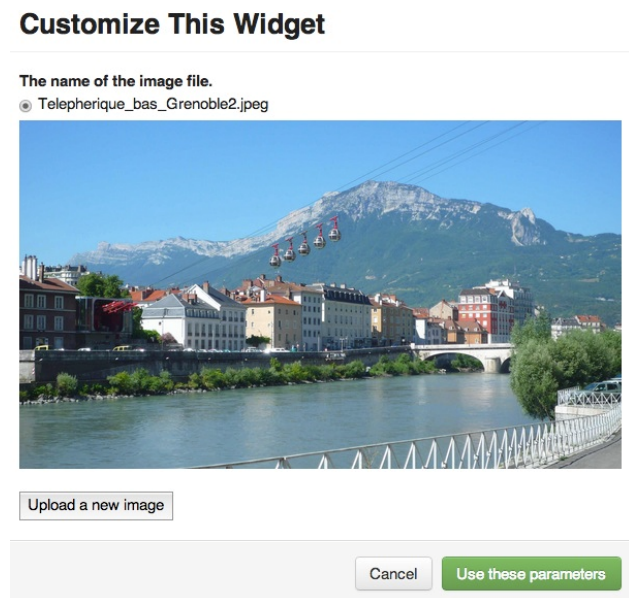 Customize This Widget
The name of the image file.
Telepherique_bas_Grenoble2.jpeg
Upload a new image
Cancel
Use these parameters